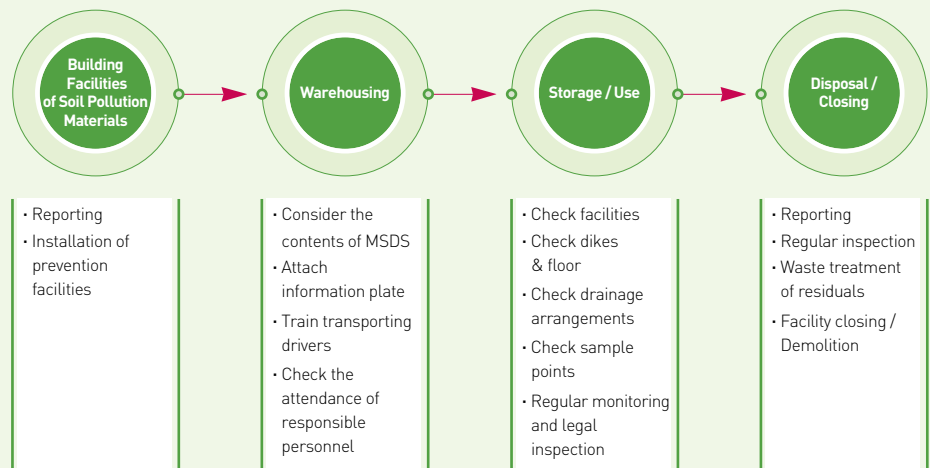 Building
Facilities
of Soil Pollution
Materials
Warehousing
Storage / Use
Disposal /
Closing
· Reporting
· Installation of
prevention
facilities
· Consider the
contents of MSDS
· Attach
information plate
· Train transporting
drivers
· Check the
attendance of
responsible
personnel
· Check facilities
· Check dikes
& floor
· Check drainage
arrangements
· Check sample
points
· Regular monitoring
and legal
inspection
· Reporting
· Regular inspection
· Waste treatment
of residuals
· Facility closing /
Demolition